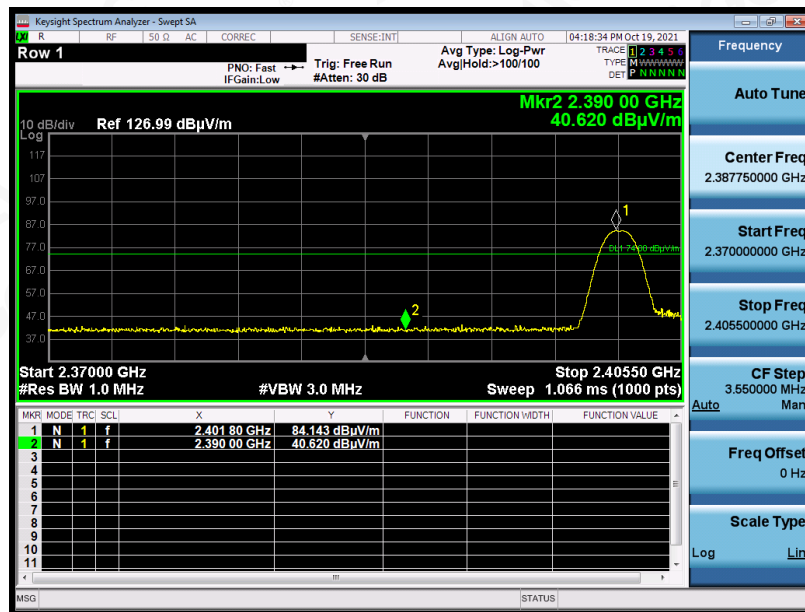 Keysight Spectrum Analyzer - Swept SA
LXI R RF 50 Ω AC CORREC SENSE:INT ALIGN AUTO 04:18:34 PM Oct 19, 2021
Row 1
PNO: Fast
IFGain:Low
Trig: Free Run
#Atten: 30 dB
Avg Type: Log-Pwr
Avg|Hold:>100/100
TRACE 1 2 3 4 5 6
TYPE M WWWWW
DET P N N N N N
Mkr2 2.390 00 GHz
40.620 dBµV/m
10 dB/div Ref 126.99 dBµV/m
Log
117
107
97.0
87.0
77.0
67.0
57.0
47.0
37.0
1
DL1 74.00 dBµV/m
2
Start 2.37000 GHz Stop 2.40550 GHz
#Res BW 1.0 MHz #VBW 3.0 MHz Sweep 1.066 ms (1000 pts)
MKR MODE TRC SCL X Y FUNCTION FUNCTION WIDTH FUNCTION VALUE
1 N 1 f 2.401 80 GHz 84.143 dBµV/m
2 N 1 f 2.390 00 GHz 40.620 dBµV/m
3
4
5
6
7
8
9
10
11
MSG STATUS
Frequency
Auto Tune
Center Freq
2.387750000 GHz
Start Freq
2.370000000 GHz
Stop Freq
2.405500000 GHz
CF Step
3.550000 MHz
Auto Man
Freq Offset
0 Hz
Scale Type
Log Lin